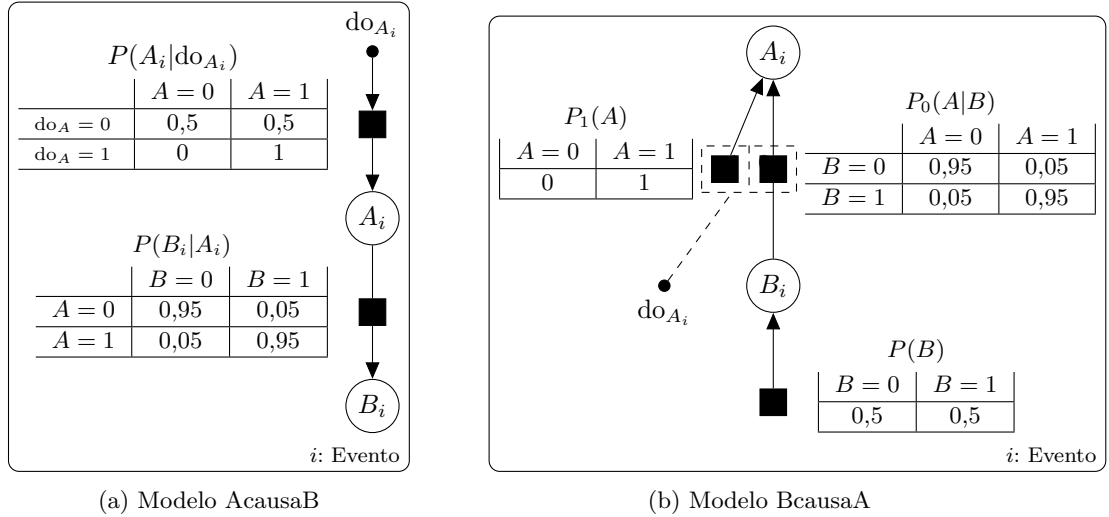 do_{A_i}
P(A_i|do_{A_i})
A = 0 A = 1
do_A = 0 0,5 0,5
do_A = 1 0 1
A_i
P(B_i|A_i)
B = 0 B = 1
A = 0 0,95 0,05
A = 1 0,05 0,95
B_i
i: Evento
(a) Modelo AcausaB
A_i
P_1(A)
A = 0 A = 1
0 1
P_0(A|B)
A = 0 A = 1
B = 0 0,95 0,05
B = 1 0,05 0,95
do_{A_i}
B_i
P(B)
B = 0 B = 1
0,5 0,5
i: Evento
(b) Modelo BcausaA